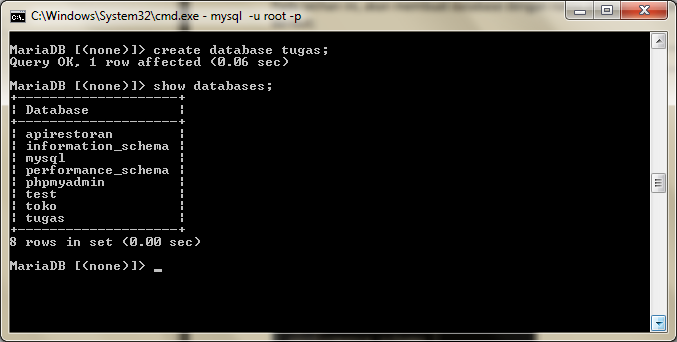 C:\Windows\System32\cmd.exe - mysql -u root -p
MariaDB [(none)]> create database tugas;
Query OK, 1 row affected (0.06 sec)
MariaDB [(none)]> show databases;
+--------------------+
| Database           |
+--------------------+
| apirestoran        |
| information_schema |
| mysql              |
| performance_schema |
| phpmyadmin         |
| test               |
| toko               |
| tugas              |
+--------------------+
8 rows in set (0.00 sec)
MariaDB [(none)]> _